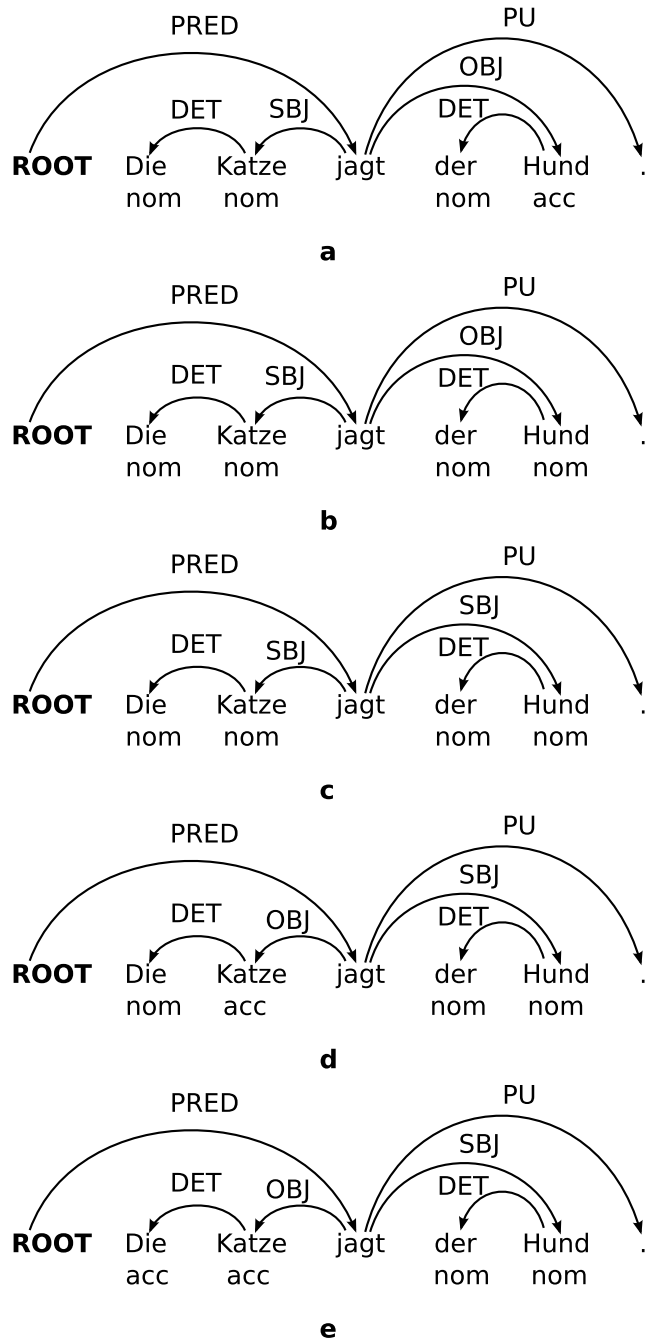 PRED PU
OBJ
DET SBJ DET
ROOT Die Katze jagt der Hund .
nom nom nom acc
a
PRED PU
OBJ
DET SBJ DET
ROOT Die Katze jagt der Hund .
nom nom nom nom
b
PRED PU
SBJ
DET SBJ DET
ROOT Die Katze jagt der Hund .
nom nom nom nom
c
PRED PU
SBJ
DET OBJ DET
ROOT Die Katze jagt der Hund .
nom acc nom nom
d
PRED PU
SBJ
DET OBJ DET
ROOT Die Katze jagt der Hund .
acc acc nom nom
e